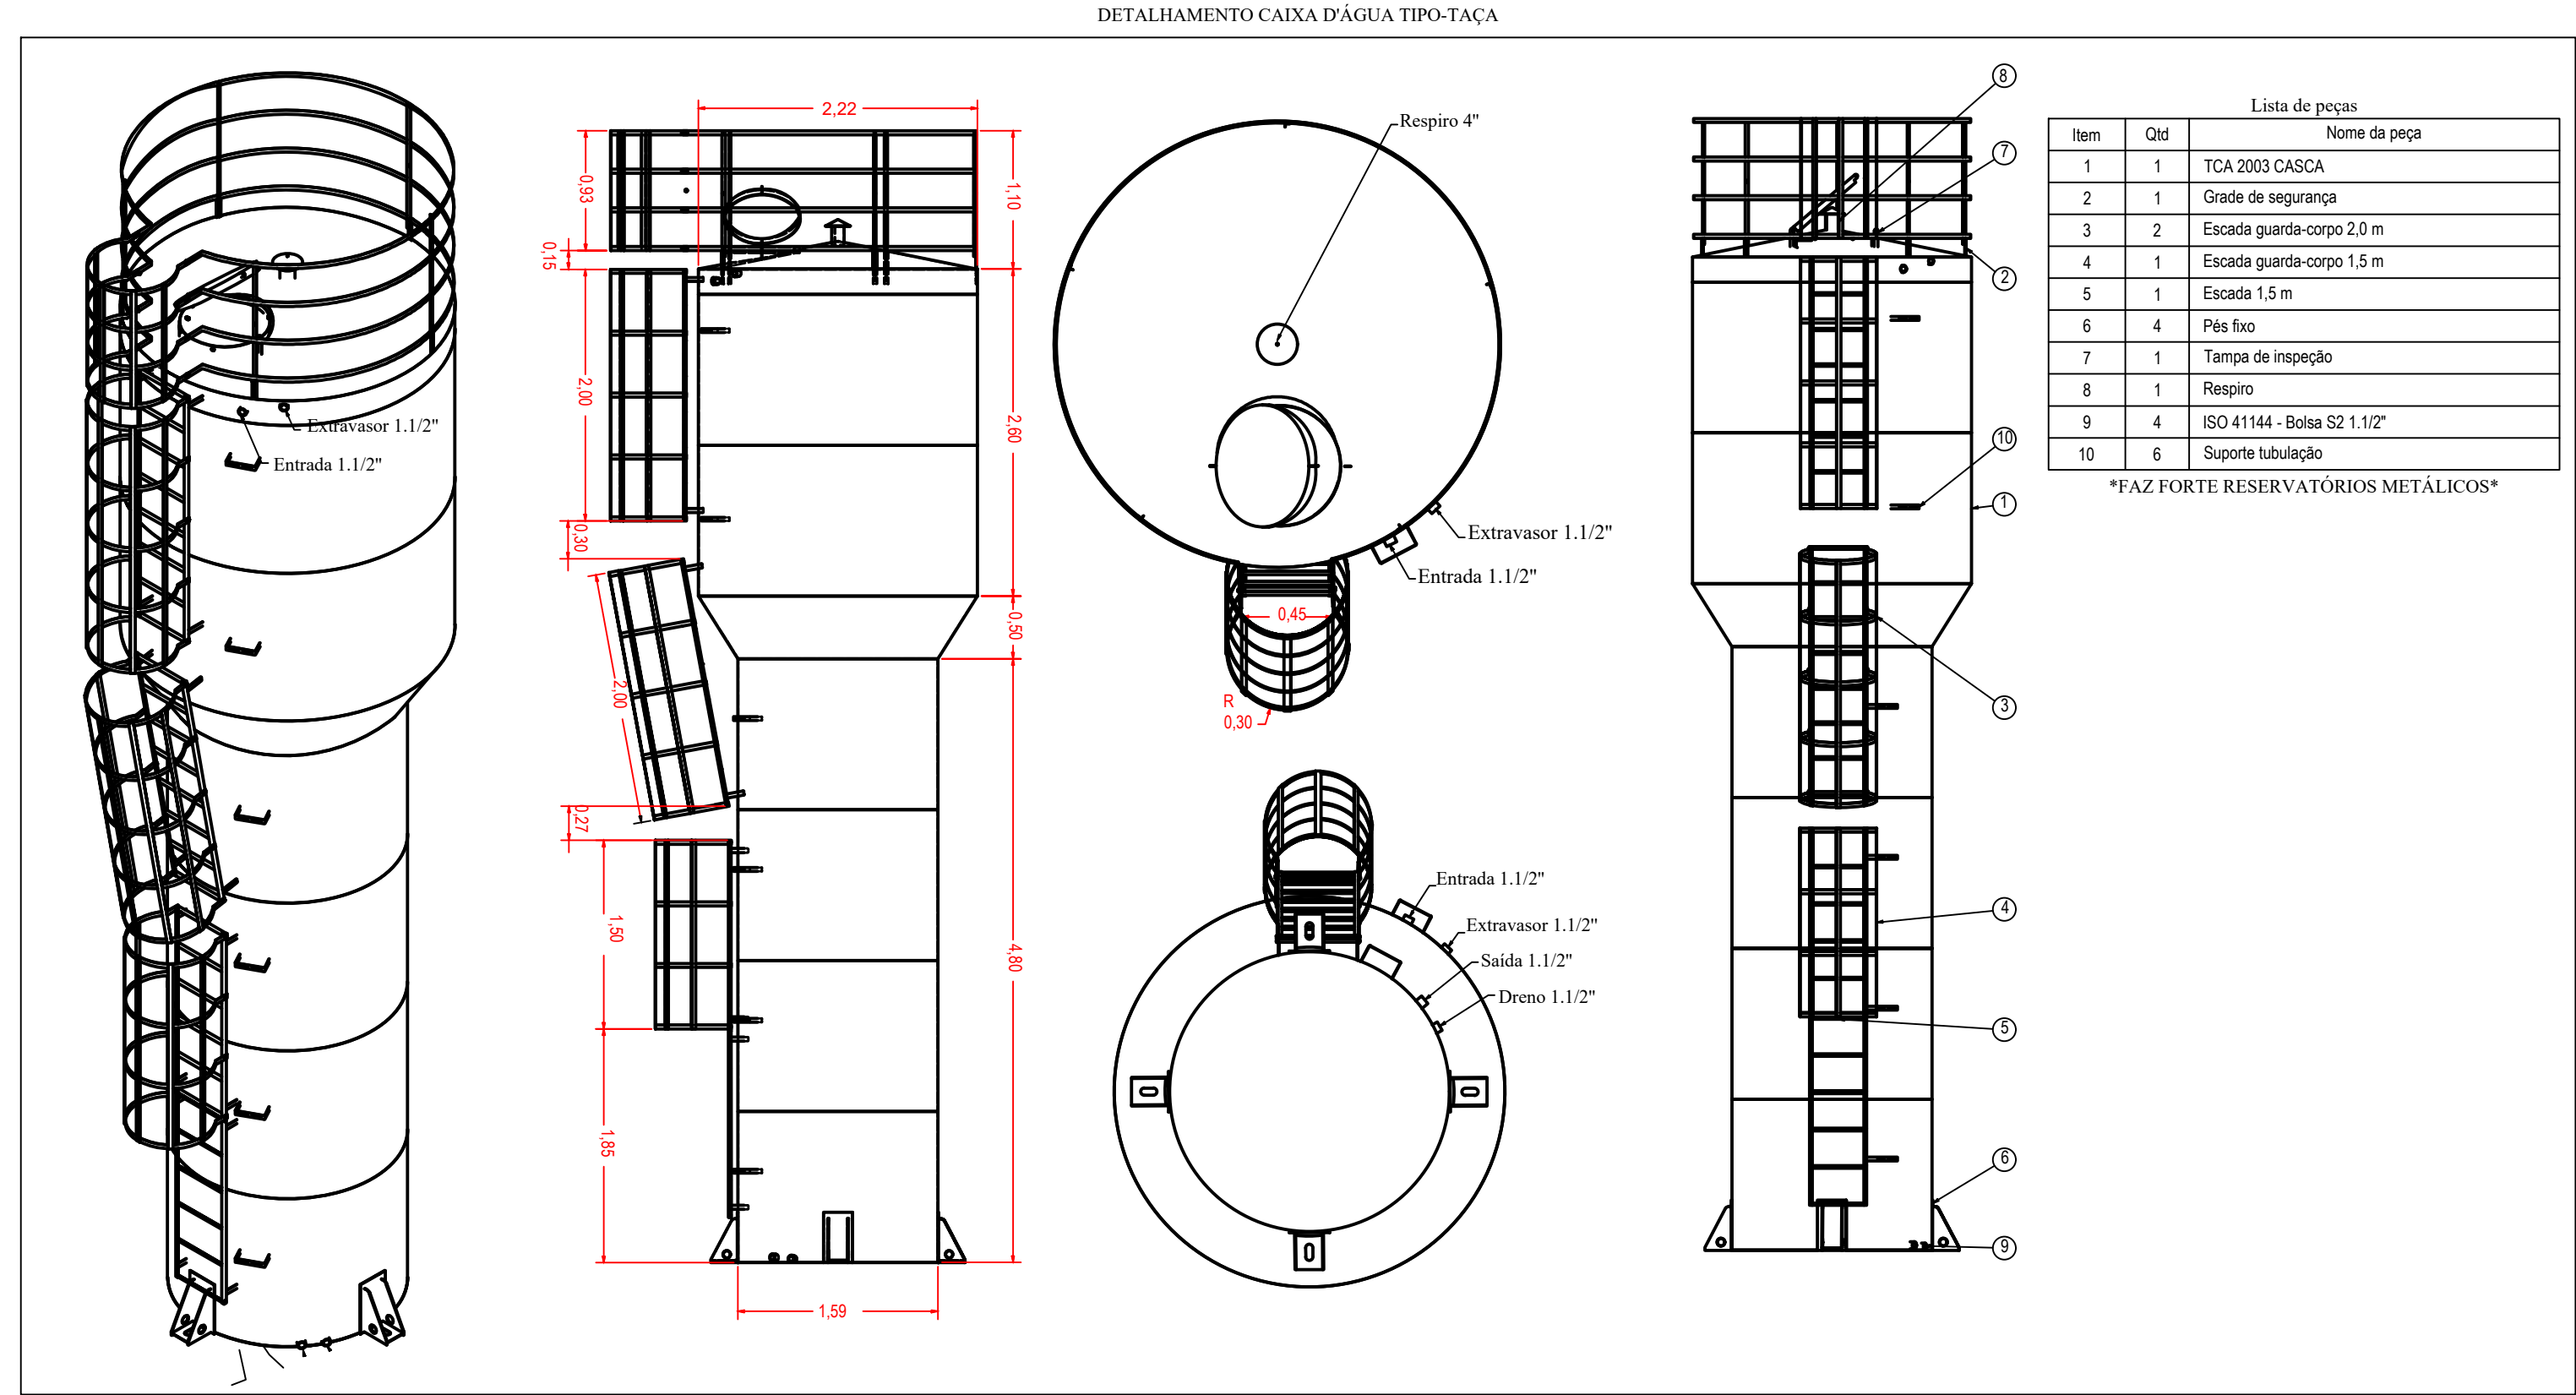 DETALHAMENTO CAIXA D'ÁGUA TIPO-TAÇA
Extravasor 1.1/2"
Entrada 1.1/2"
2,22
0,93
0,15
2,00
0,30
2,00
0,27
1,50
1,85
1,10
2,60
0,50
4,80
1,59
Respiro 4"
Extravasor 1.1/2"
Entrada 1.1/2"
0,45
R
0,30
Entrada 1.1/2"
Extravasor 1.1/2"
Saída 1.1/2"
Dreno 1.1/2"
8
7
2
10
1
3
4
5
6
9
Lista de peças
Item Qtd Nome da peça
1 1 TCA 2003 CASCA
2 1 Grade de segurança
3 2 Escada guarda-corpo 2,0 m
4 1 Escada guarda-corpo 1,5 m
5 1 Escada 1,5 m
6 4 Pés fixo
7 1 Tampa de inspeção
8 1 Respiro
9 4 ISO 41144 - Bolsa S2 1.1/2"
10 6 Suporte tubulação
*FAZ FORTE RESERVATÓRIOS METÁLICOS*